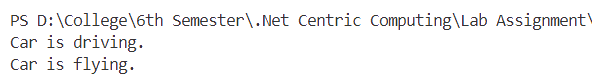 PS D:\College\6th Semester\.Net Centric Computing\Lab Assignment\
Car is driving.
Car is flying.